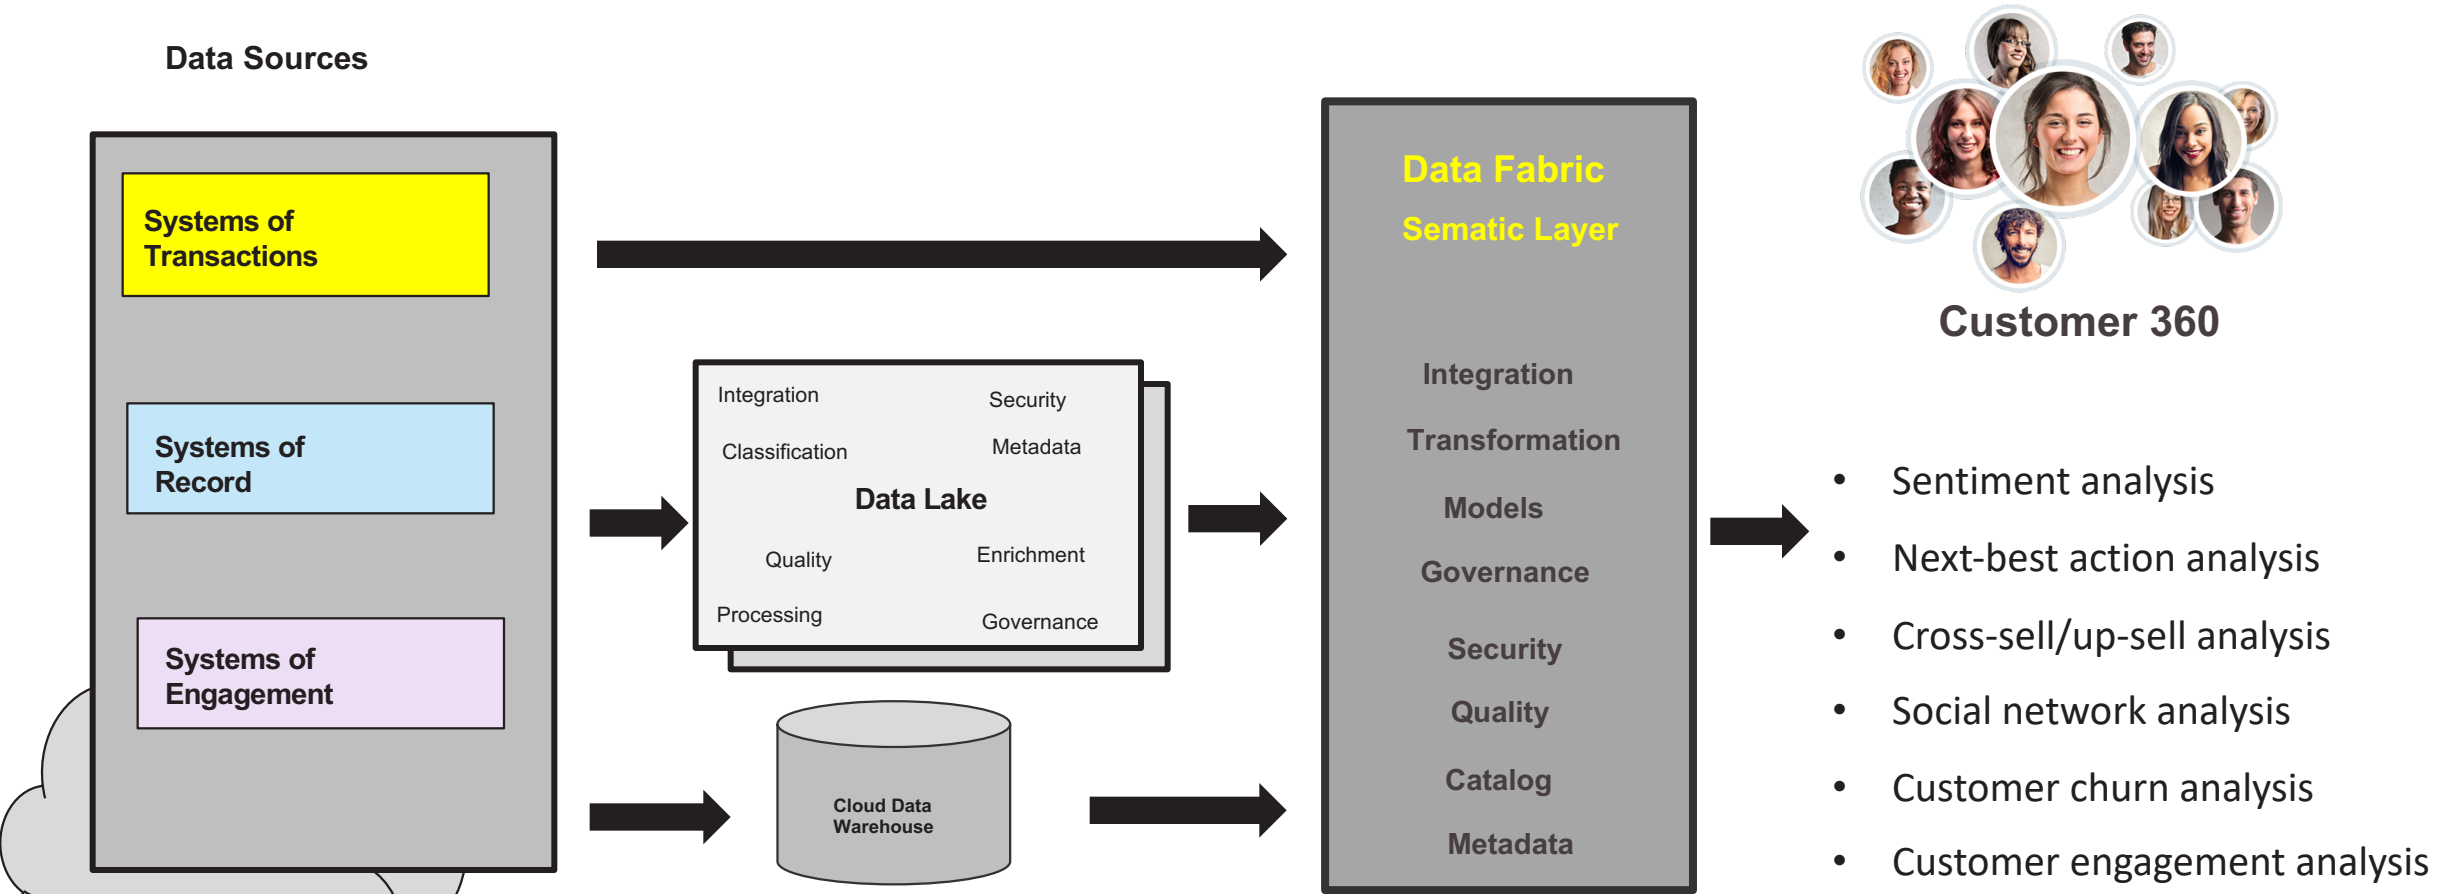 Data Sources
Systems of
Transactions
Systems of
Record
Systems of
Engagement
Integration
Security
Classification
Metadata
Data Lake
Quality
Enrichment
Processing
Governance
Cloud Data
Warehouse
Data Fabric
Sematic Layer
Integration
Transformation
Models
Governance
Security
Quality
Catalog
Metadata
Customer 360
• Sentiment analysis
• Next-best action analysis
• Cross-sell/up-sell analysis
• Social network analysis
• Customer churn analysis
• Customer engagement analysis